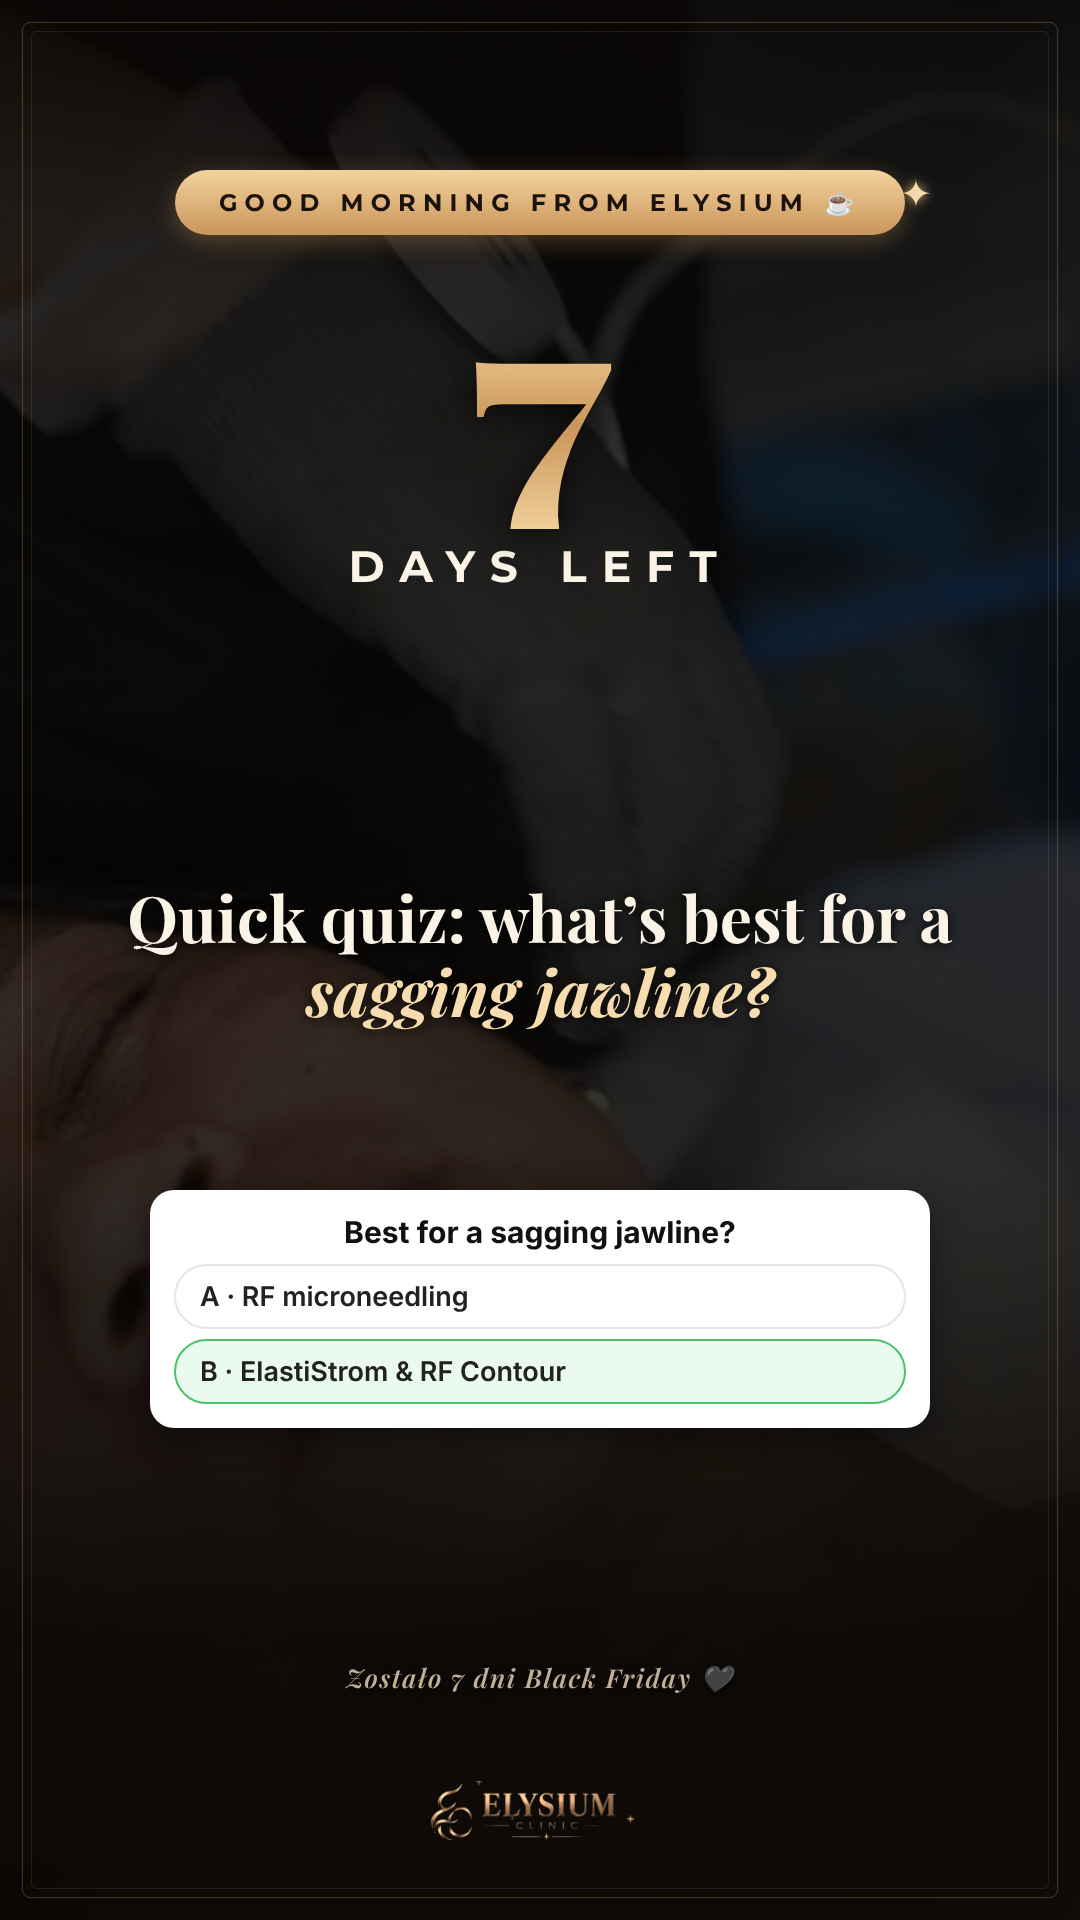 GOOD MORNING FROM ELYSIUM ☕
7
DAYS LEFT
Quick quiz: what’s best for a
sagging jawline?
Best for a sagging jawline?
A · RF microneedling
B · ElastiStrom & RF Contour
Zostało 7 dni Black Friday 🖤
ELYSIUM
CLINIC